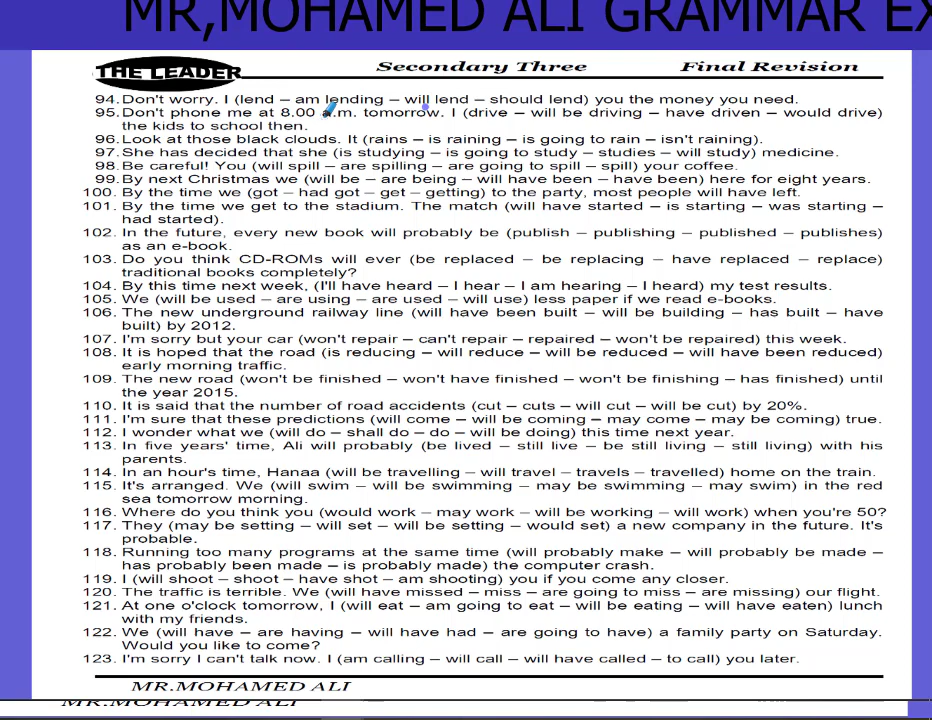 MR,MOHAMED ALI GRAMMAR EX
THE LEADER Secondary Three Final Revision
94. Don't worry. I (lend – am lending – will lend – should lend) you the money you need.
95. Don't phone me at 8.00 a.m. tomorrow. I (drive – will be driving – have driven – would drive)
the kids to school then.
96. Look at those black clouds. It (rains – is raining – is going to rain – isn't raining).
97. She has decided that she (is studying – is going to study – studies – will study) medicine.
98. Be careful! You (will spill – are spilling – are going to spill – spill) your coffee.
99. By next Christmas we (will be – are being – will have been – have been) here for eight years.
100. By the time we (got – had got – get – getting) to the party, most people will have left.
101. By the time we get to the stadium. The match (will have started – is starting – was starting –
had started).
102. In the future, every new book will probably be (publish – publishing – published – publishes)
as an e-book.
103. Do you think CD-ROMs will ever (be replaced – be replacing – have replaced – replace)
traditional books completely?
104. By this time next week, (I'll have heard – I hear – I am hearing – I heard) my test results.
105. We (will be used – are using – are used – will use) less paper if we read e-books.
106. The new underground railway line (will have been built – will be building – has built – have
built) by 2012.
107. I'm sorry but your car (won't repair – can't repair – repaired – won't be repaired) this week.
108. It is hoped that the road (is reducing – will reduce – will be reduced – will have been reduced)
early morning traffic.
109. The new road (won't be finished – won't have finished – won't be finishing – has finished) until
the year 2015.
110. It is said that the number of road accidents (cut – cuts – will cut – will be cut) by 20%.
111. I'm sure that these predictions (will come – will be coming – may come – may be coming) true.
112. I wonder what we (will do – shall do – do – will be doing) this time next year.
113. In five years' time, Ali will probably (be lived – still live – be still living – still living) with his
parents.
114. In an hour's time, Hanaa (will be travelling – will travel – travels – travelled) home on the train.
115. It's arranged. We (will swim – will be swimming – may be swimming – may swim) in the red
sea tomorrow morning.
116. Where do you think you (would work – may work – will be working – will work) when you're 50?
117. They (may be setting – will set – will be setting – would set) a new company in the future. It's
probable.
118. Running too many programs at the same time (will probably make – will probably be made –
has probably been made – is probably made) the computer crash.
119. I (will shoot – shoot – have shot – am shooting) you if you come any closer.
120. The traffic is terrible. We (will have missed – miss – are going to miss – are missing) our flight.
121. At one o'clock tomorrow, I (will eat – am going to eat – will be eating – will have eaten) lunch
with my friends.
122. We (will have – are having – will have had – are going to have) a family party on Saturday.
Would you like to come?
123. I'm sorry I can't talk now. I (am calling – will call – will have called – to call) you later.
MR.MOHAMED ALI
MR.MOHAMED ALI